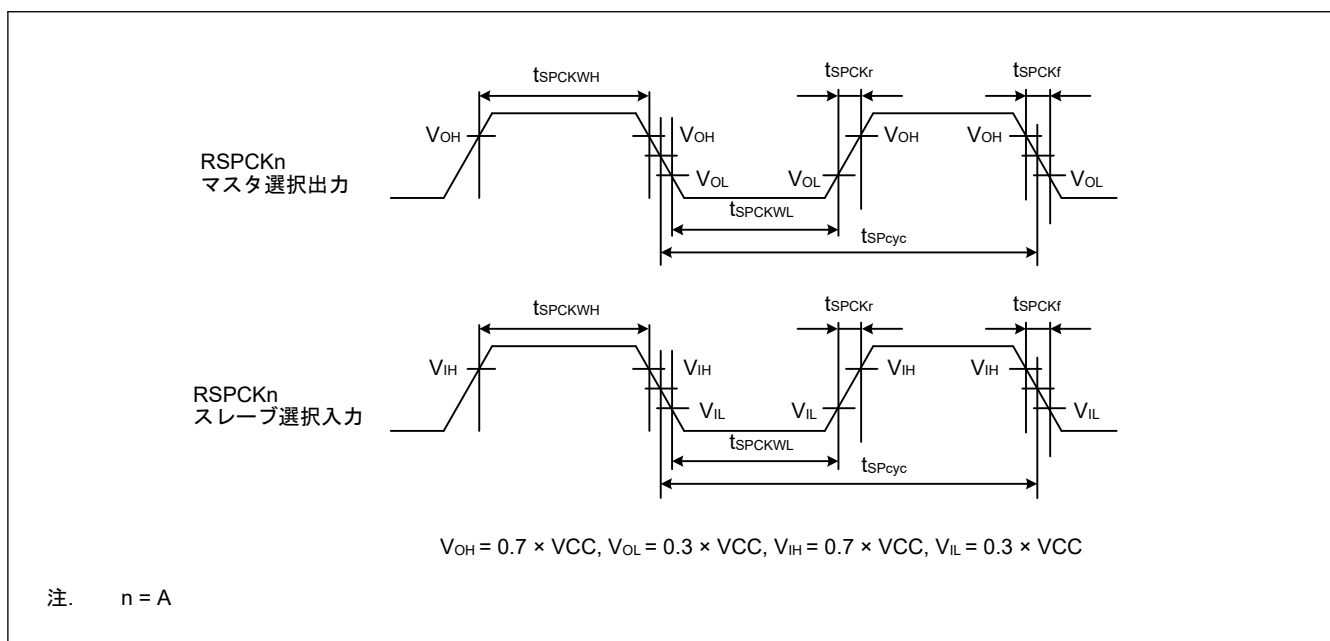 tSPCKWH tSPCKr tSPCKf
VOH VOH VOH VOH
RSPCKn
マスタ選択出力
VOL VOL VOL
tSPCKWL
tSPcyc
tSPCKWH tSPCKr tSPCKf
VIH VIH VIH VIH
RSPCKn
スレーブ選択入力
VIL VIL VIL
tSPCKWL
tSPcyc
VOH = 0.7 × VCC, VOL = 0.3 × VCC, VIH = 0.7 × VCC, VIL = 0.3 × VCC
注. n = A